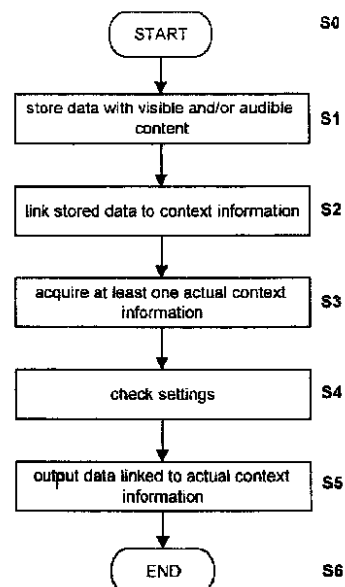 S0
START
store data with visible and/or audible
content
S1
link stored data to context information
S2
acquire at least one actual context
information
S3
check settings
S4
output data linked to actual context
information
S5
END
S6